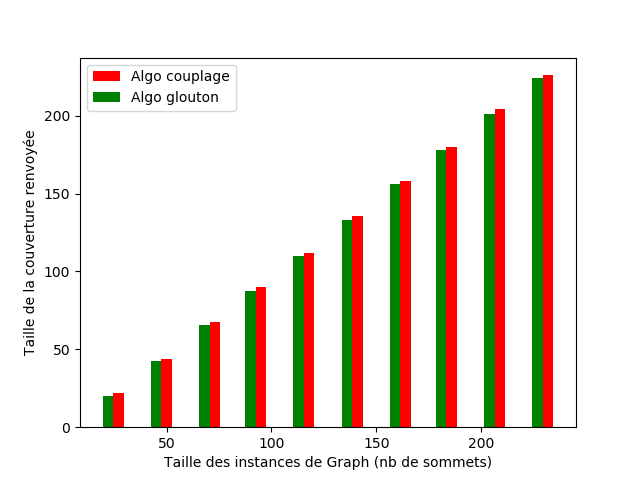 Algo couplage
Algo glouton
Taille de la couverture renvoyée
200
150
100
50
0
50 100 150 200
Taille des instances de Graph (nb de sommets)